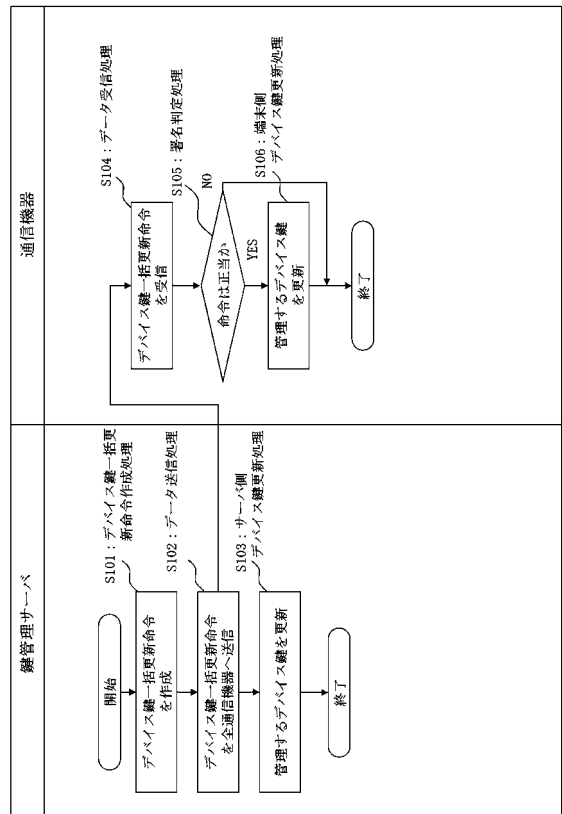 鍵管理サーバ
開始
S101：デバイス鍵一括更
新命令作成処理
デバイス鍵一括更新命令
を作成
S102：データ送信処理
デバイス鍵一括更新命令
を全通信機器へ送信
S103：サーバ側
デバイス鍵更新処理
管理するデバイス鍵を更新
終了
通信機器
S104：データ受信処理
デバイス鍵一括更新命令
を受信
S105：署名判定処理
命令は正当か
NO
YES
S106：端末側
デバイス鍵更新処理
管理するデバイス鍵
を更新
終了